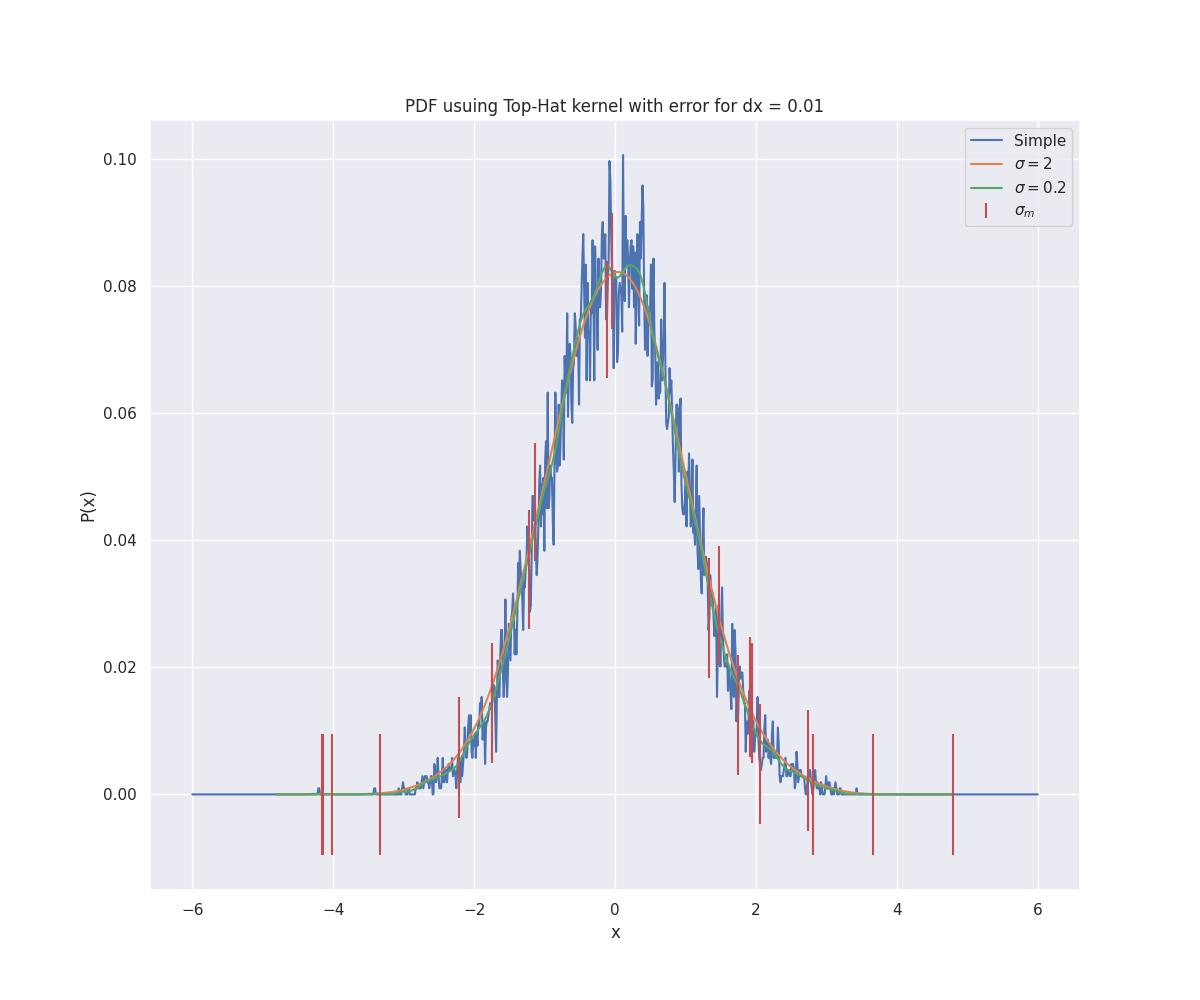 PDF usuing Top-Hat kernel with error for dx = 0.01
Simple
σ = 2
σ = 0.2
σₘ
0.10
0.08
0.06
0.04
0.02
0.00
P(x)
−6 −4 −2 0 2 4 6
x